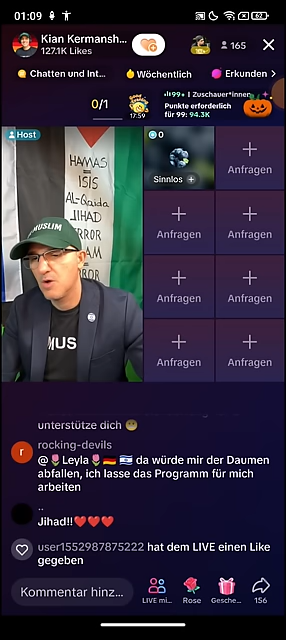 01:09
62
Kian Kermansh...
127.1K Likes
165
Chatten und Int...
Wöchentlich
Erkunden
0/1
17:59
99+ | Zuschauer*innen
Punkte erforderlich
für 99: 94.3K
Host
HAMAS
=
ISIS
AL-Qaida
JIHAD
MUSLIM
MUS
0
Sinnlos +
Anfragen
Anfragen
Anfragen
Anfragen
Anfragen
Anfragen
Anfragen
unterstütze dich 😁
r
rocking-devils
@🌷Leyla🌷🇩🇪🇮🇱 da würde mir der Daumen
abfallen, ich lasse das Programm für mich
arbeiten
..
Jihad!!❤️❤️❤️
user1552987875222 hat dem LIVE einen Like
gegeben
Kommentar hinz...
LIVE mi...
Rose
Gesche...
156